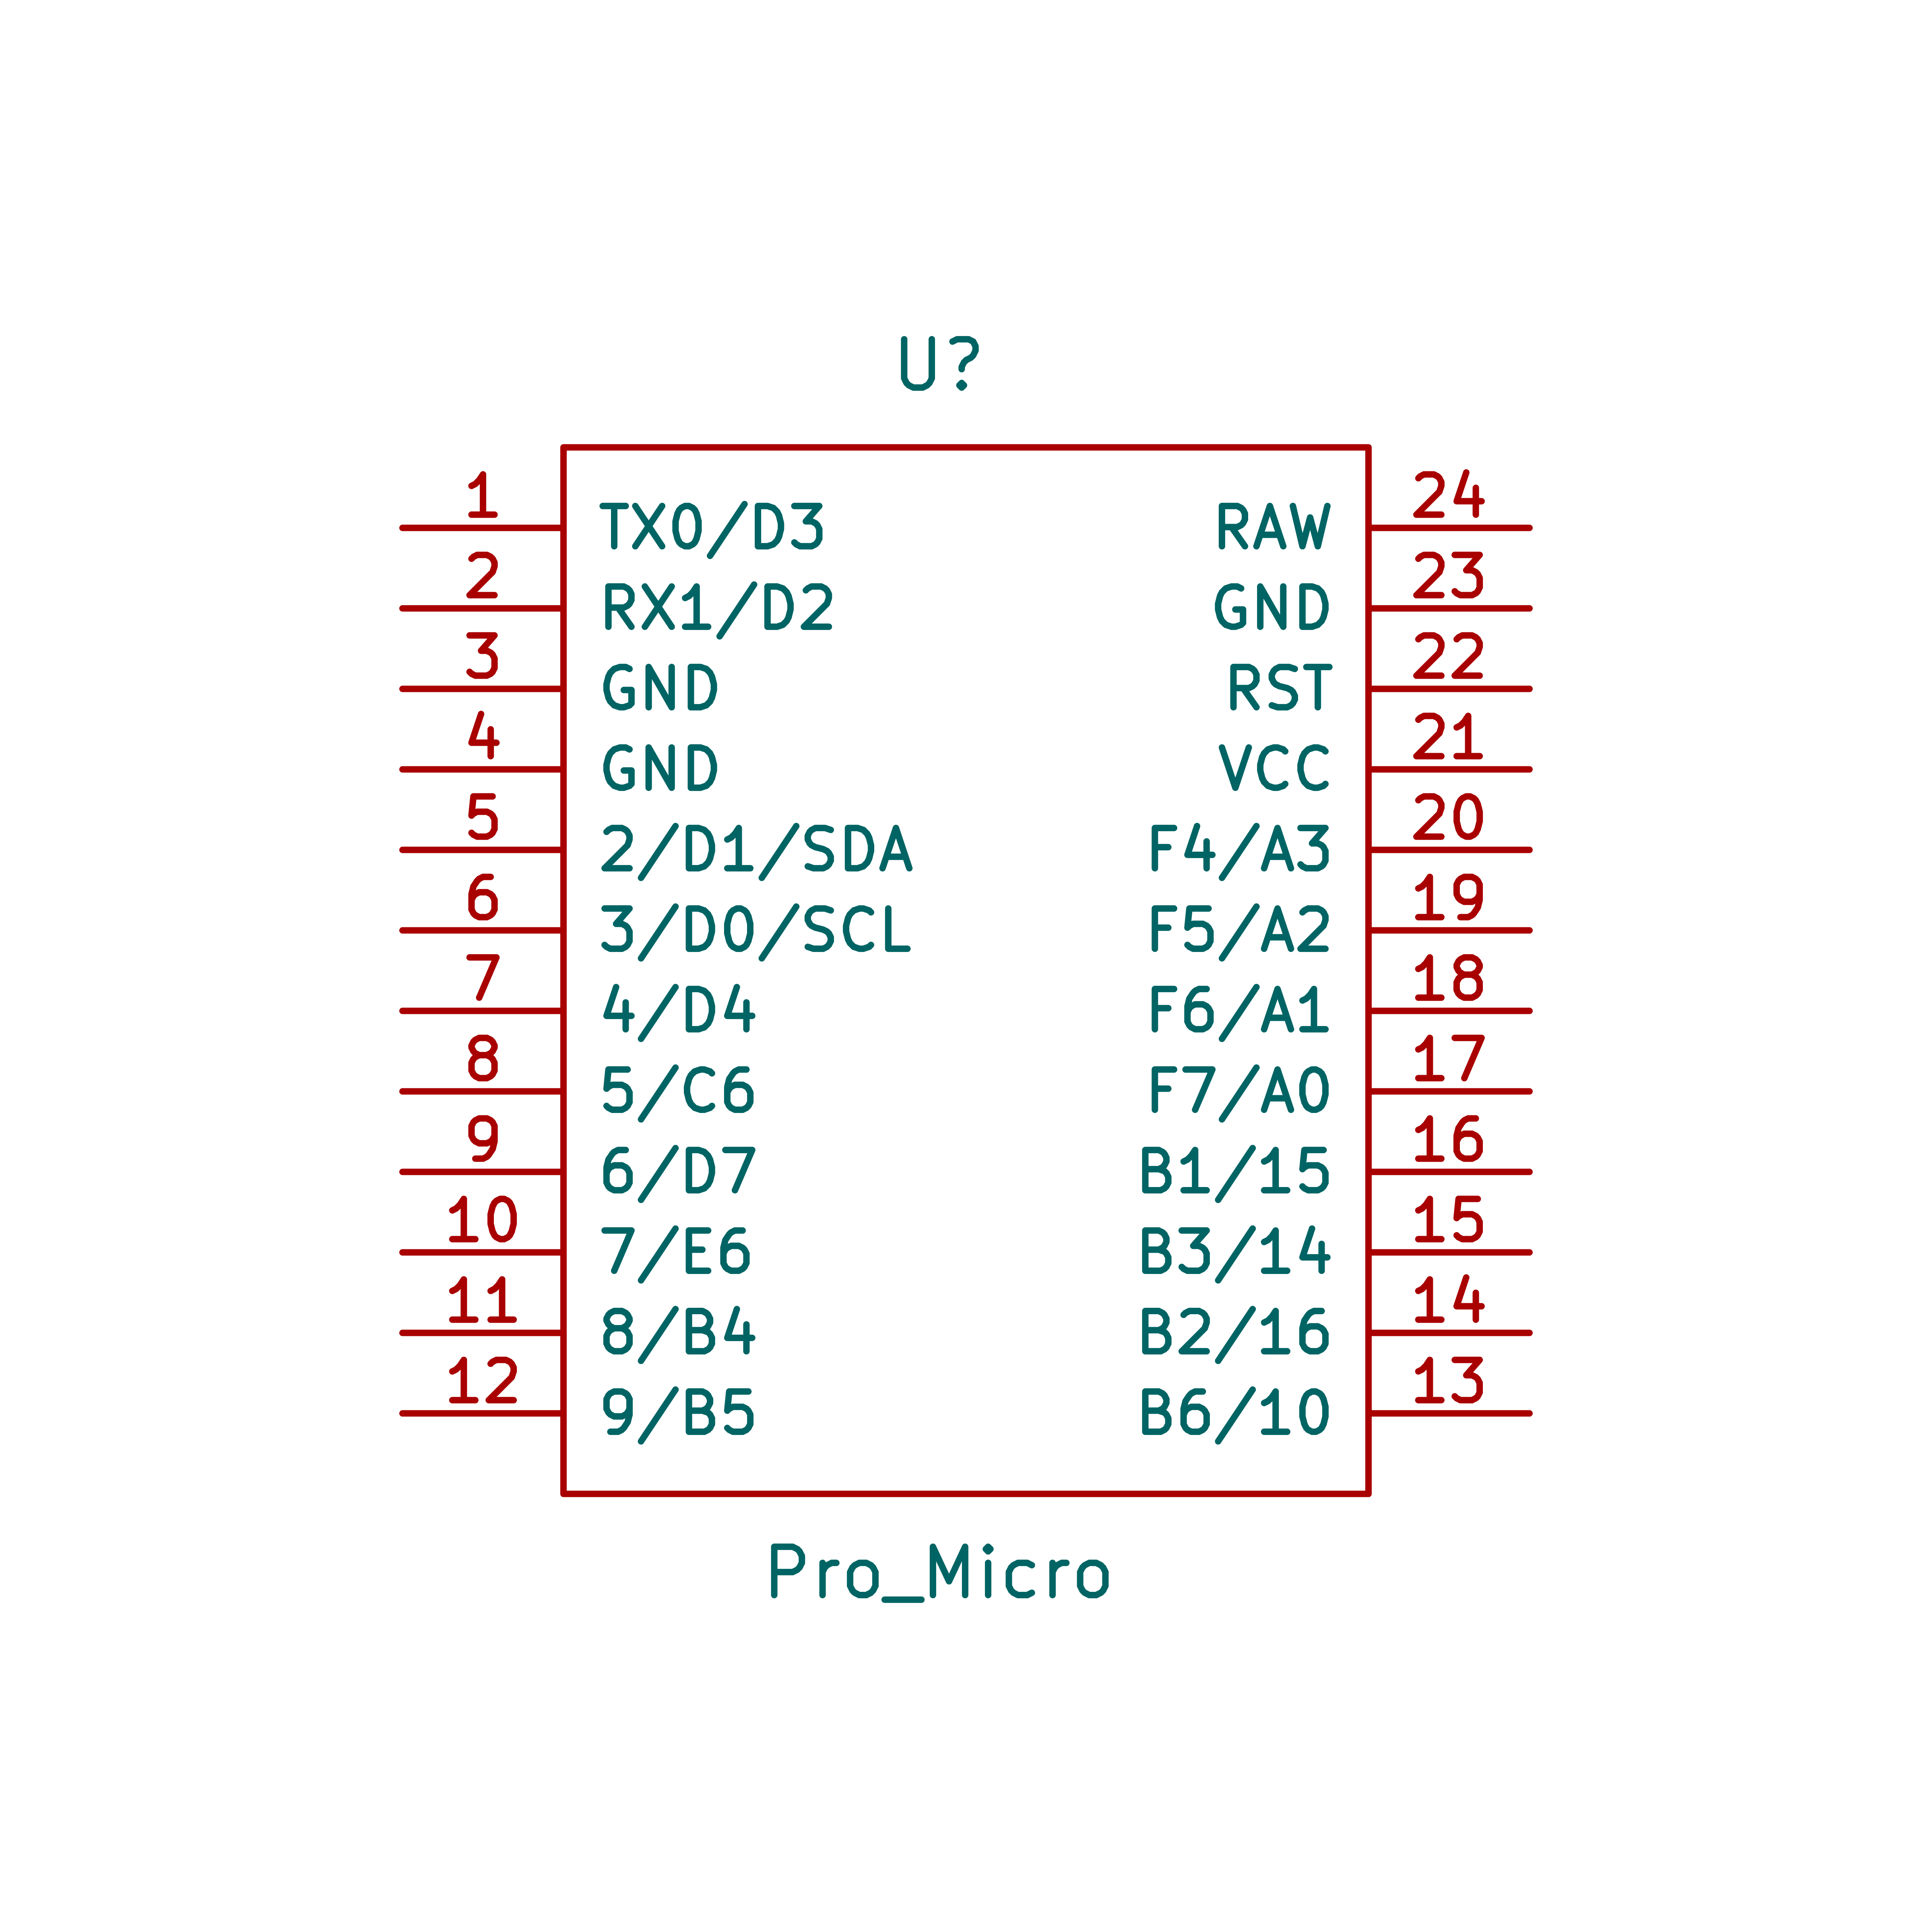 U?
1 TX0/D3 RAW 24
2 RX1/D2 GND 23
3 GND RST 22
4 GND VCC 21
5 2/D1/SDA F4/A3 20
6 3/D0/SCL F5/A2 19
7 4/D4 F6/A1 18
8 5/C6 F7/A0 17
9 6/D7 B1/15 16
10 7/E6 B3/14 15
11 8/B4 B2/16 14
12 9/B5 B6/10 13
Pro_Micro